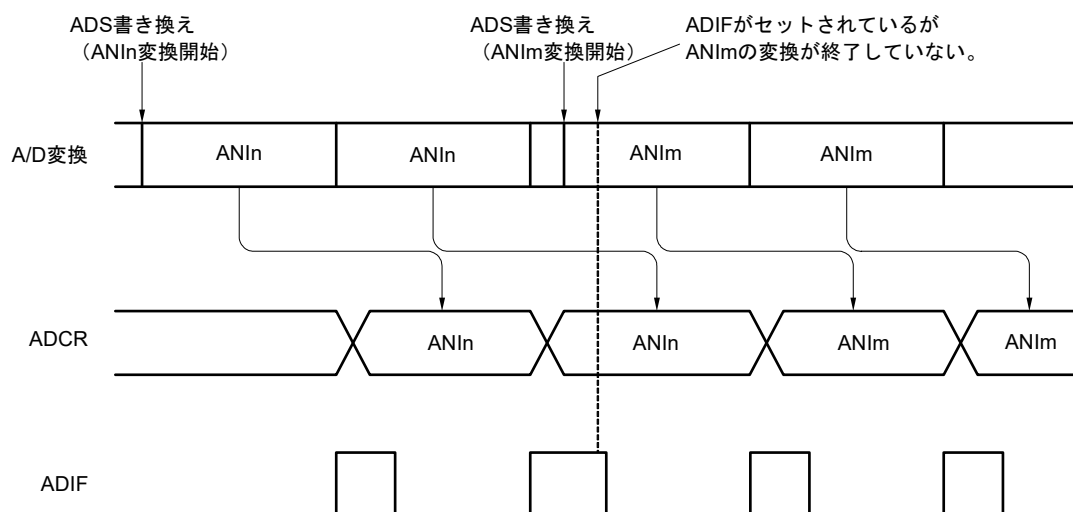 ADS書き換え
（ANIn変換開始）
ADS書き換え
（ANIm変換開始）
ADIFがセットされているが
ANImの変換が終了していない。
A/D変換
ANIn
ANIn
ANIm
ANIm
ADCR
ANIn
ANIn
ANIm
ANIm
ADIF